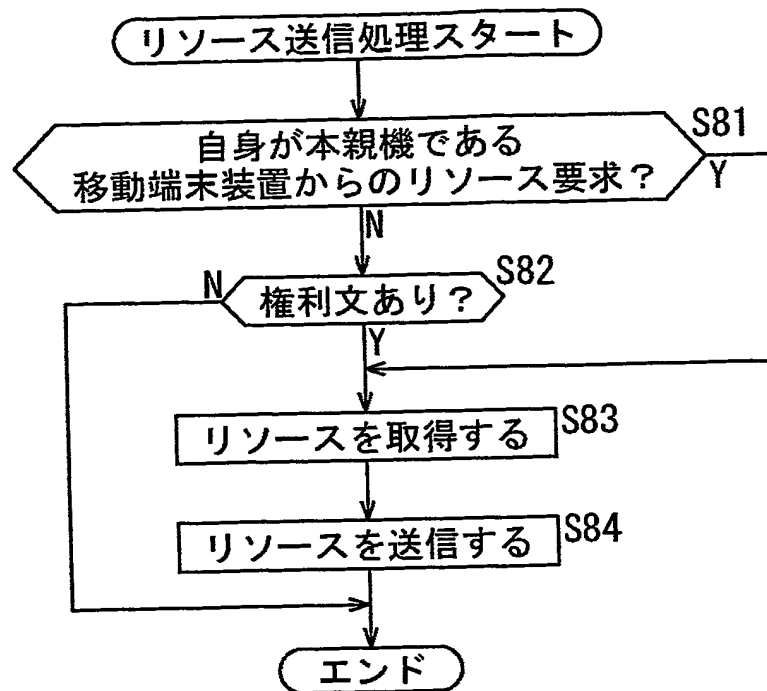 リソース送信処理スタート
S81
自身が本親機である
移動端末装置からのリソース要求？
Y
N
S82
N
権利文あり？
Y
リソースを取得する
S83
リソースを送信する
S84
エンド